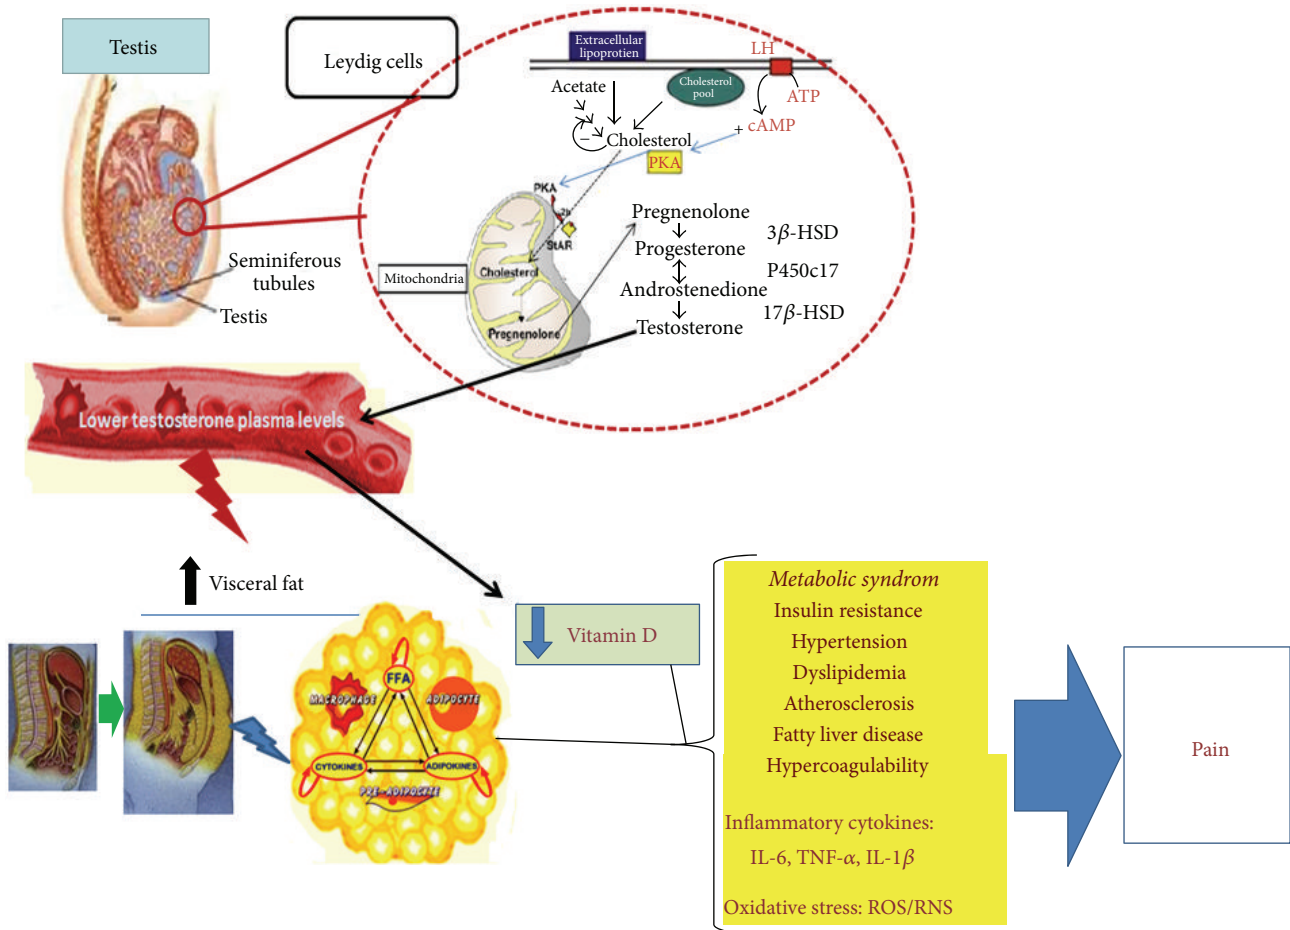 Testis
Leydig cells
Extracellular
lipoprotien
LH
Cholesterol
pool
Acetate
ATP
−
Cholesterol
+
cAMP
PKA
PKA
StAR
Pregnenolone
3β-HSD
Progesterone
P450c17
Androstenedione
17β-HSD
Testosterone
Mitochondria
Cholesterol
Pregnenolone
Seminiferous
tubules
Testis
Lower testosterone plasma levels
Visceral fat
FFA
MACROPHAGE
ADIPOCYTE
CYTOKINES
ADIPOKINES
PRE-ADIPOCYTE
Vitamin D
Metabolic syndrom
Insulin resistance
Hypertension
Dyslipidemia
Atherosclerosis
Fatty liver disease
Hypercoagulability
Inflammatory cytokines:
IL-6, TNF-α, IL-1β
Oxidative stress: ROS/RNS
Pain